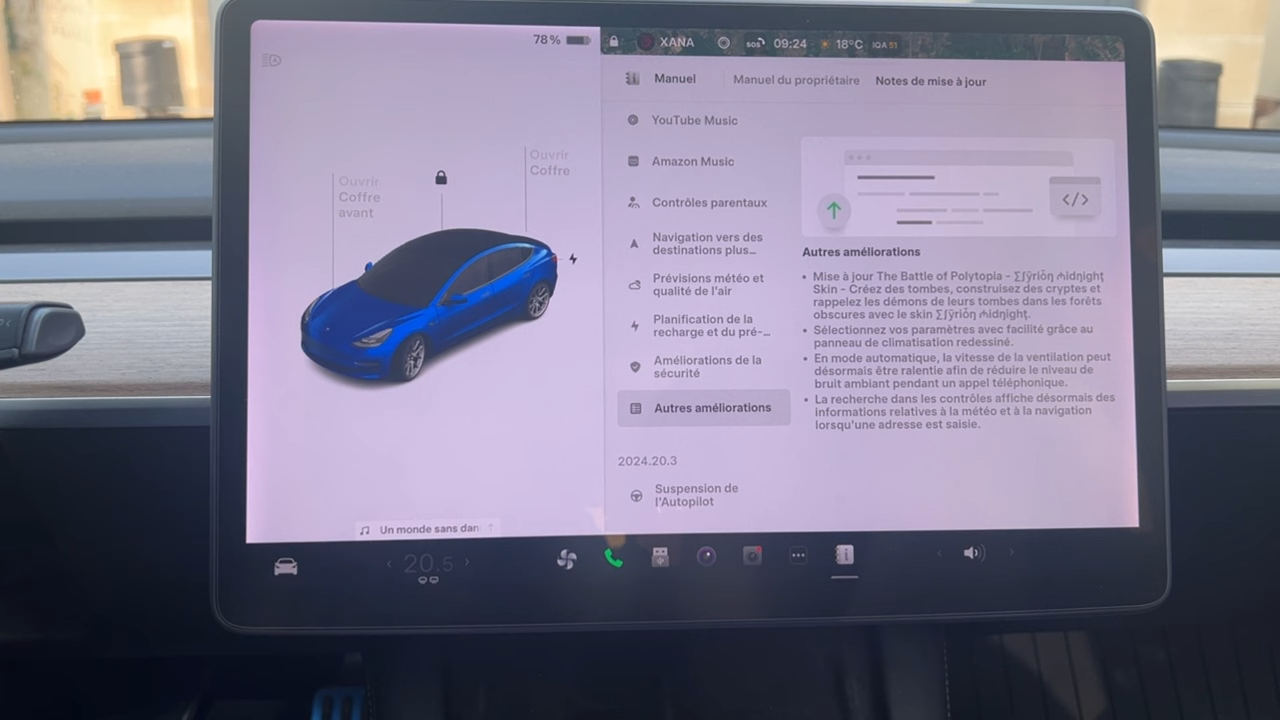 78%
XANA
SOS
09:24
18°C
IQA 51
Ouvrir
Coffre
avant
Ouvrir
Coffre
Un monde sans dan
20.5
Manuel
Manuel du propriétaire
Notes de mise à jour
YouTube Music
Amazon Music
Contrôles parentaux
Navigation vers des
destinations plus...
Prévisions météo et
qualité de l'air
Planification de la
recharge et du pré-...
Améliorations de la
sécurité
Autres améliorations
2024.20.3
Suspension de
l'Autopilot
Autres améliorations
• Mise à jour The Battle of Polytopia - ∑∫ỹriȱŋ ₼idŋighţ
Skin - Créez des tombes, construisez des cryptes et
rappelez les démons de leurs tombes dans les forêts
obscures avec le skin ∑∫ỹriȱŋ ₼idŋighţ.
• Sélectionnez vos paramètres avec facilité grâce au
panneau de climatisation redessiné.
• En mode automatique, la vitesse de la ventilation peut
désormais être ralentie afin de réduire le niveau de
bruit ambiant pendant un appel téléphonique.
• La recherche dans les contrôles affiche désormais des
informations relatives à la météo et à la navigation
lorsqu'une adresse est saisie.